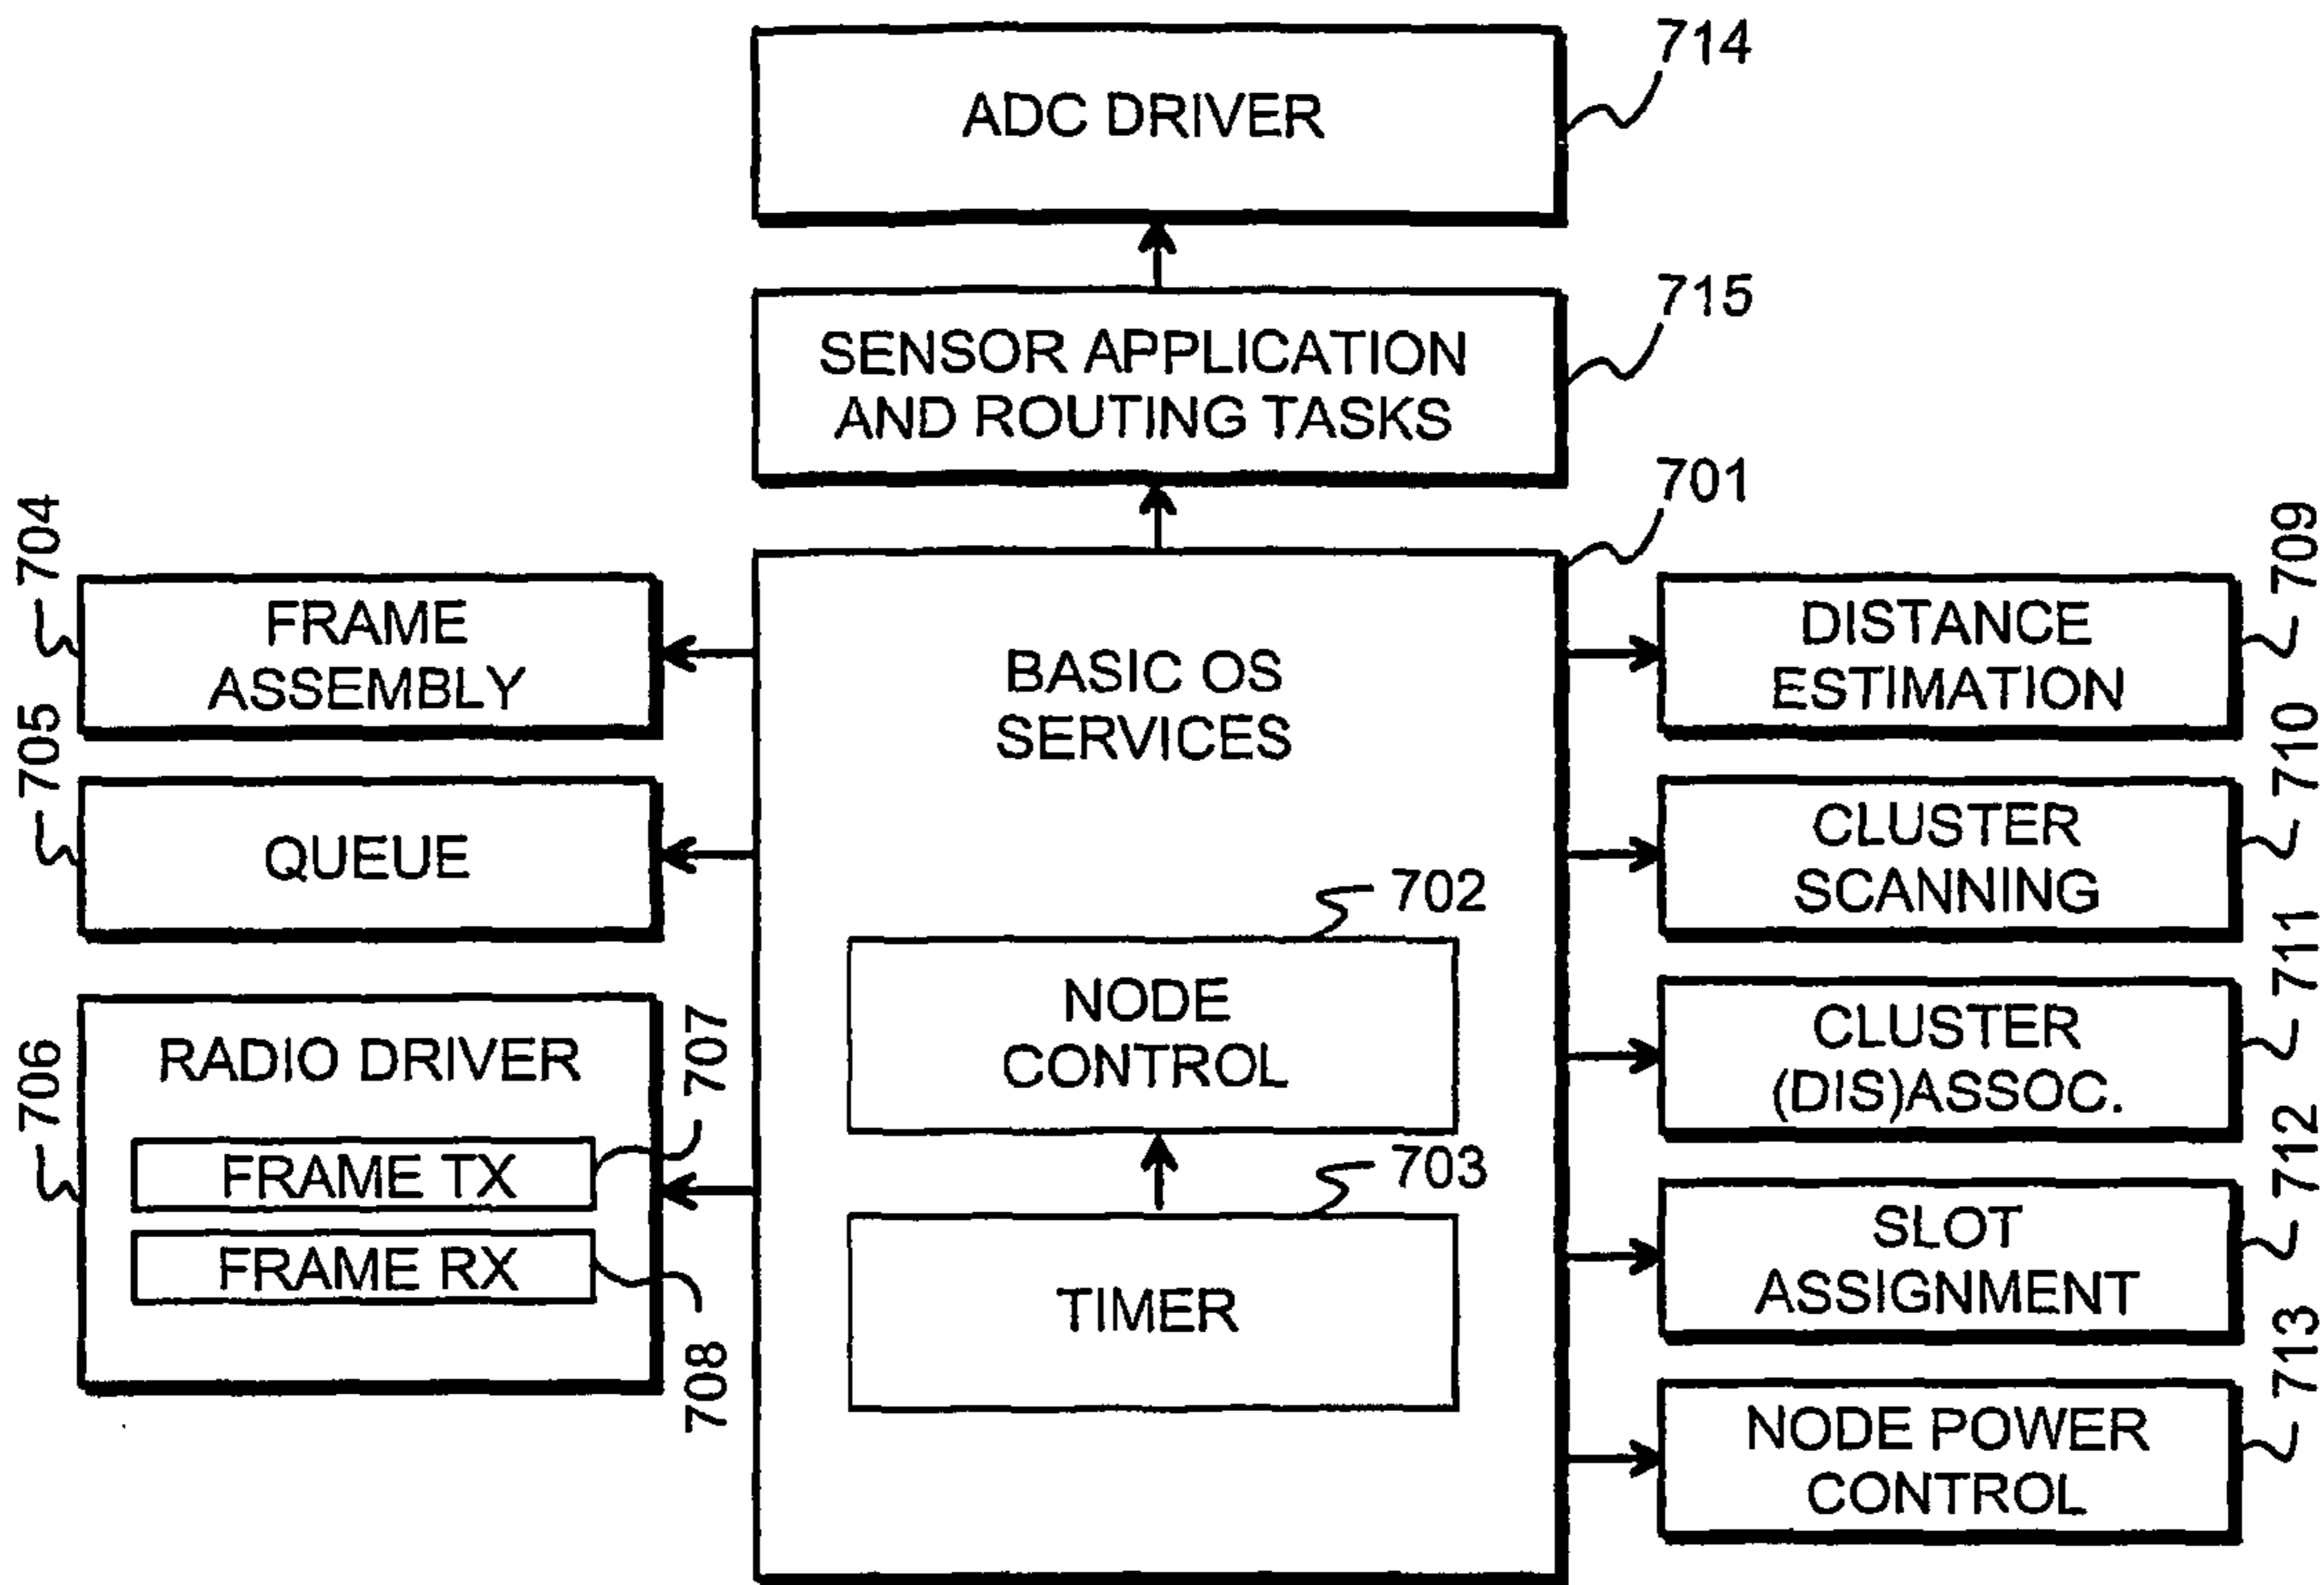 714
ADC DRIVER
715
SENSOR APPLICATION
AND ROUTING TASKS
701
704
FRAME
ASSEMBLY
705
QUEUE
706
RADIO DRIVER
707
FRAME TX
FRAME RX
708
BASIC OS
SERVICES
702
NODE
CONTROL
703
TIMER
709
DISTANCE
ESTIMATION
710
CLUSTER
SCANNING
711
CLUSTER
(DIS)ASSOC.
712
SLOT
ASSIGNMENT
713
NODE POWER
CONTROL